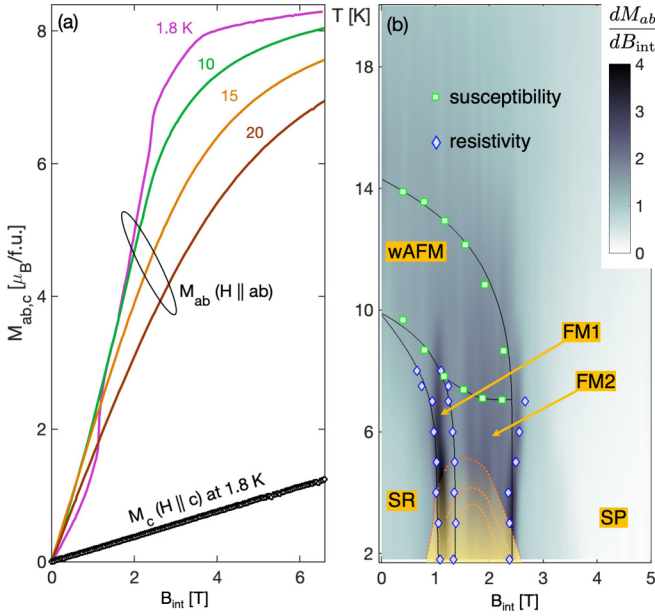 (a)
1.8 K
10
15
20
M_ab (H ∥ ab)
M_c (H ∥ c) at 1.8 K
M_ab,c [μ_B/f.u.]
8
6
4
2
0
0 2 4 6
B_int [T]
T [K]
(b)
dM_ab
dB_int
4
3
2
1
0
susceptibility
resistivity
wAFM
FM1
FM2
SR
SP
18
14
10
6
2
0 1 2 3 4 5
B_int [T]